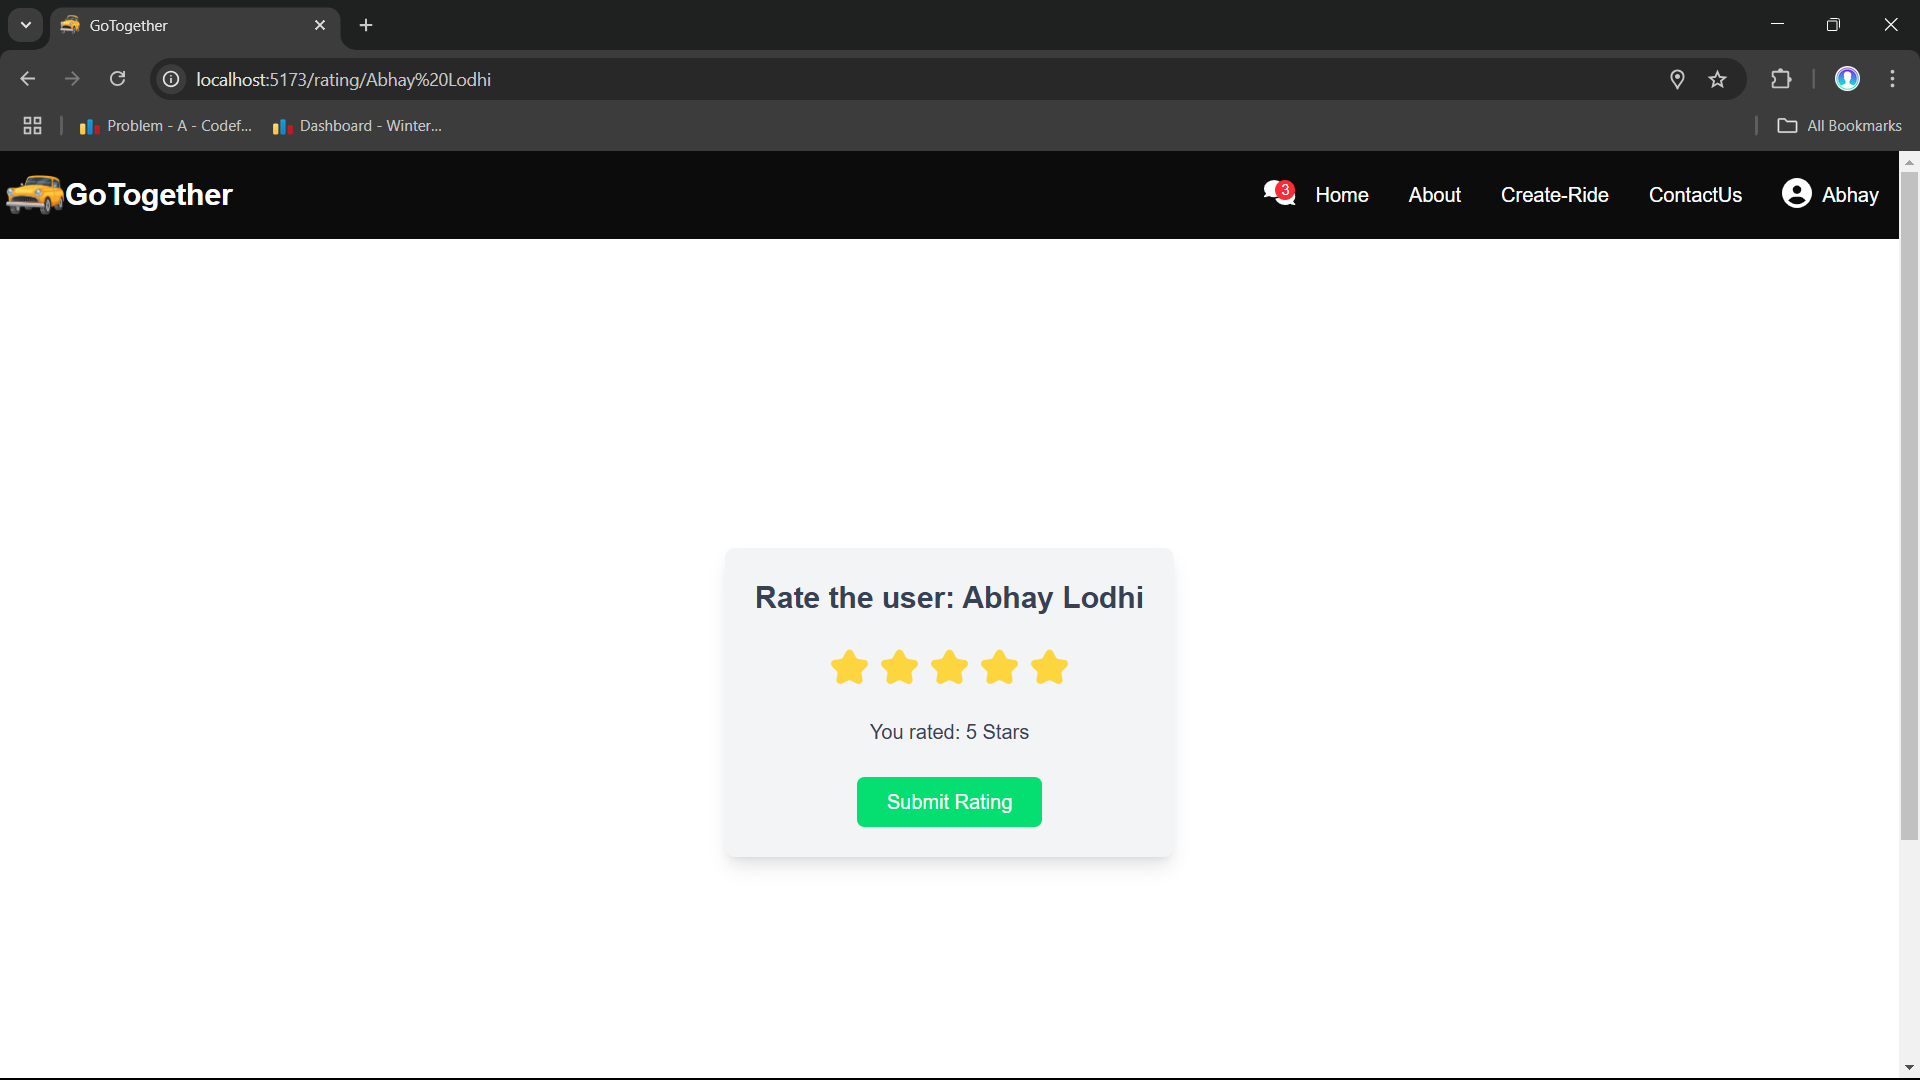 GoTogether
localhost:5173/rating/Abhay%20Lodhi
Problem - A - Codef...
Dashboard - Winter...
All Bookmarks
GoTogether
3
Home
About
Create-Ride
ContactUs
Abhay
Rate the user: Abhay Lodhi
You rated: 5 Stars
Submit Rating